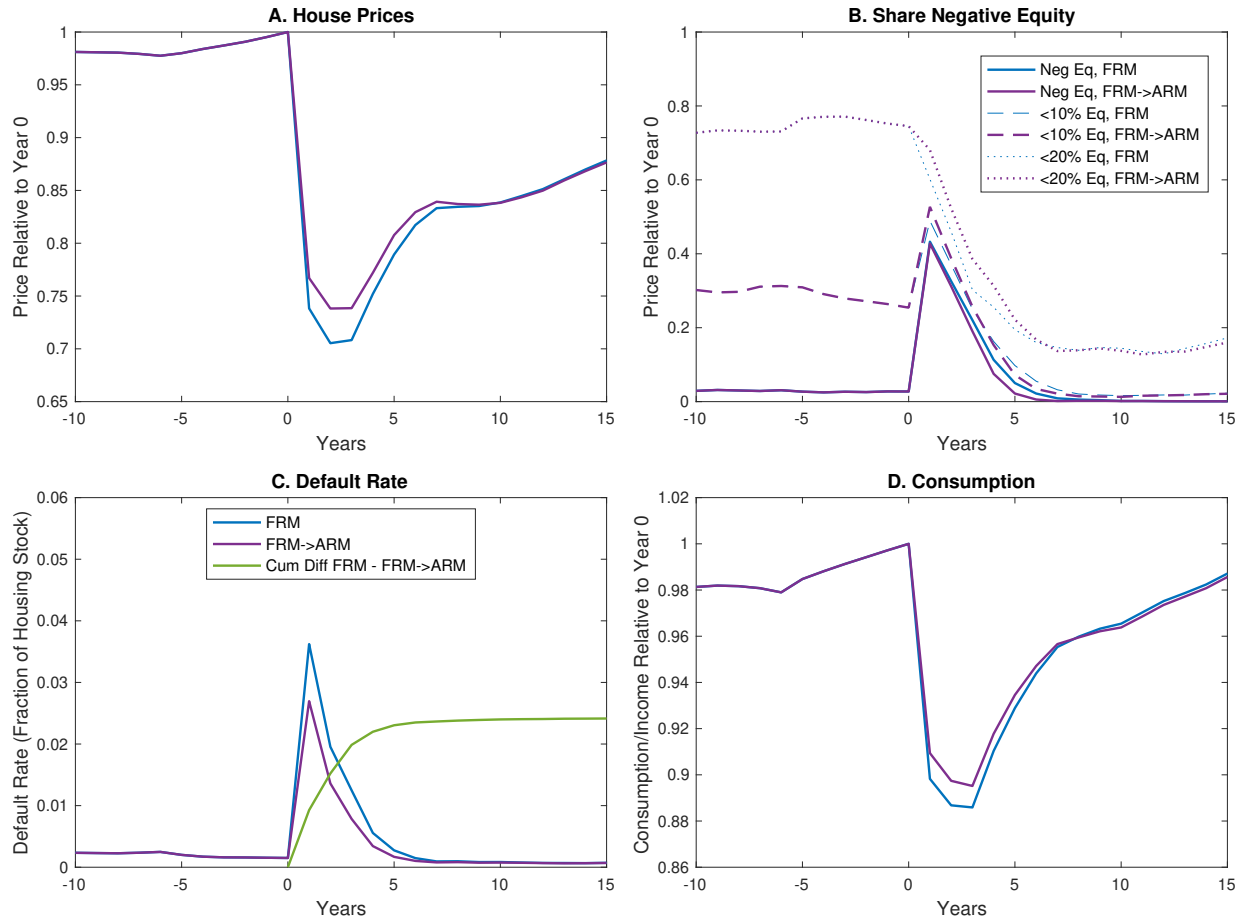 A. House Prices
Price Relative to Year 0
1
0.95
0.9
0.85
0.8
0.75
0.7
0.65
-10 -5 0 5 10 15
Years
B. Share Negative Equity
Price Relative to Year 0
1
0.8
0.6
0.4
0.2
0
Neg Eq, FRM
Neg Eq, FRM->ARM
<10% Eq, FRM
<10% Eq, FRM->ARM
<20% Eq, FRM
<20% Eq, FRM->ARM
-10 -5 0 5 10 15
Years
C. Default Rate
Default Rate (Fraction of Housing Stock)
0.06
0.05
0.04
0.03
0.02
0.01
0
FRM
FRM->ARM
Cum Diff FRM - FRM->ARM
-10 -5 0 5 10 15
Years
D. Consumption
Consumption/Income Relative to Year 0
1.02
1
0.98
0.96
0.94
0.92
0.9
0.88
0.86
-10 -5 0 5 10 15
Years